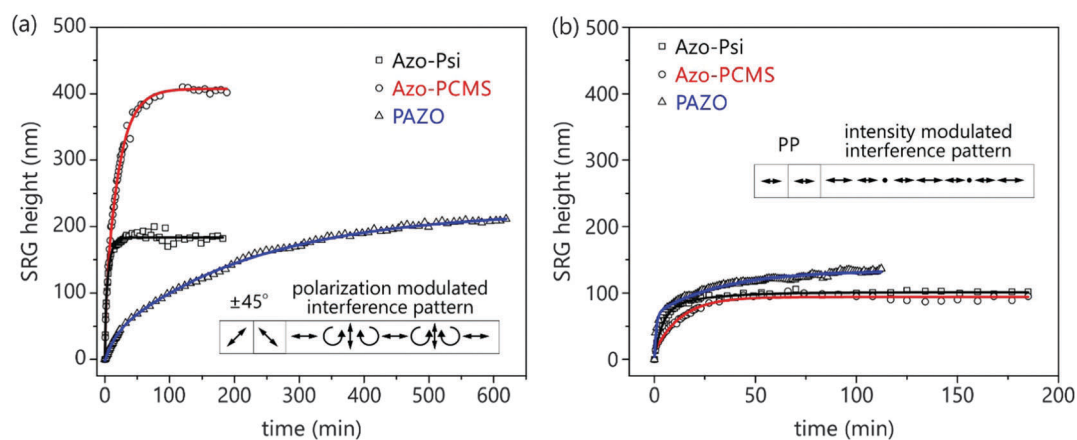 (a)
500
400
300
200
100
0
SRG height (nm)
Azo-Psi
Azo-PCMS
PAZO
±45°
polarization modulated
interference pattern
0 100 200 300 400 500 600
time (min)
(b)
500
400
300
200
100
0
SRG height (nm)
Azo-Psi
Azo-PCMS
PAZO
PP
intensity modulated
interference pattern
0 50 100 150 200
time (min)